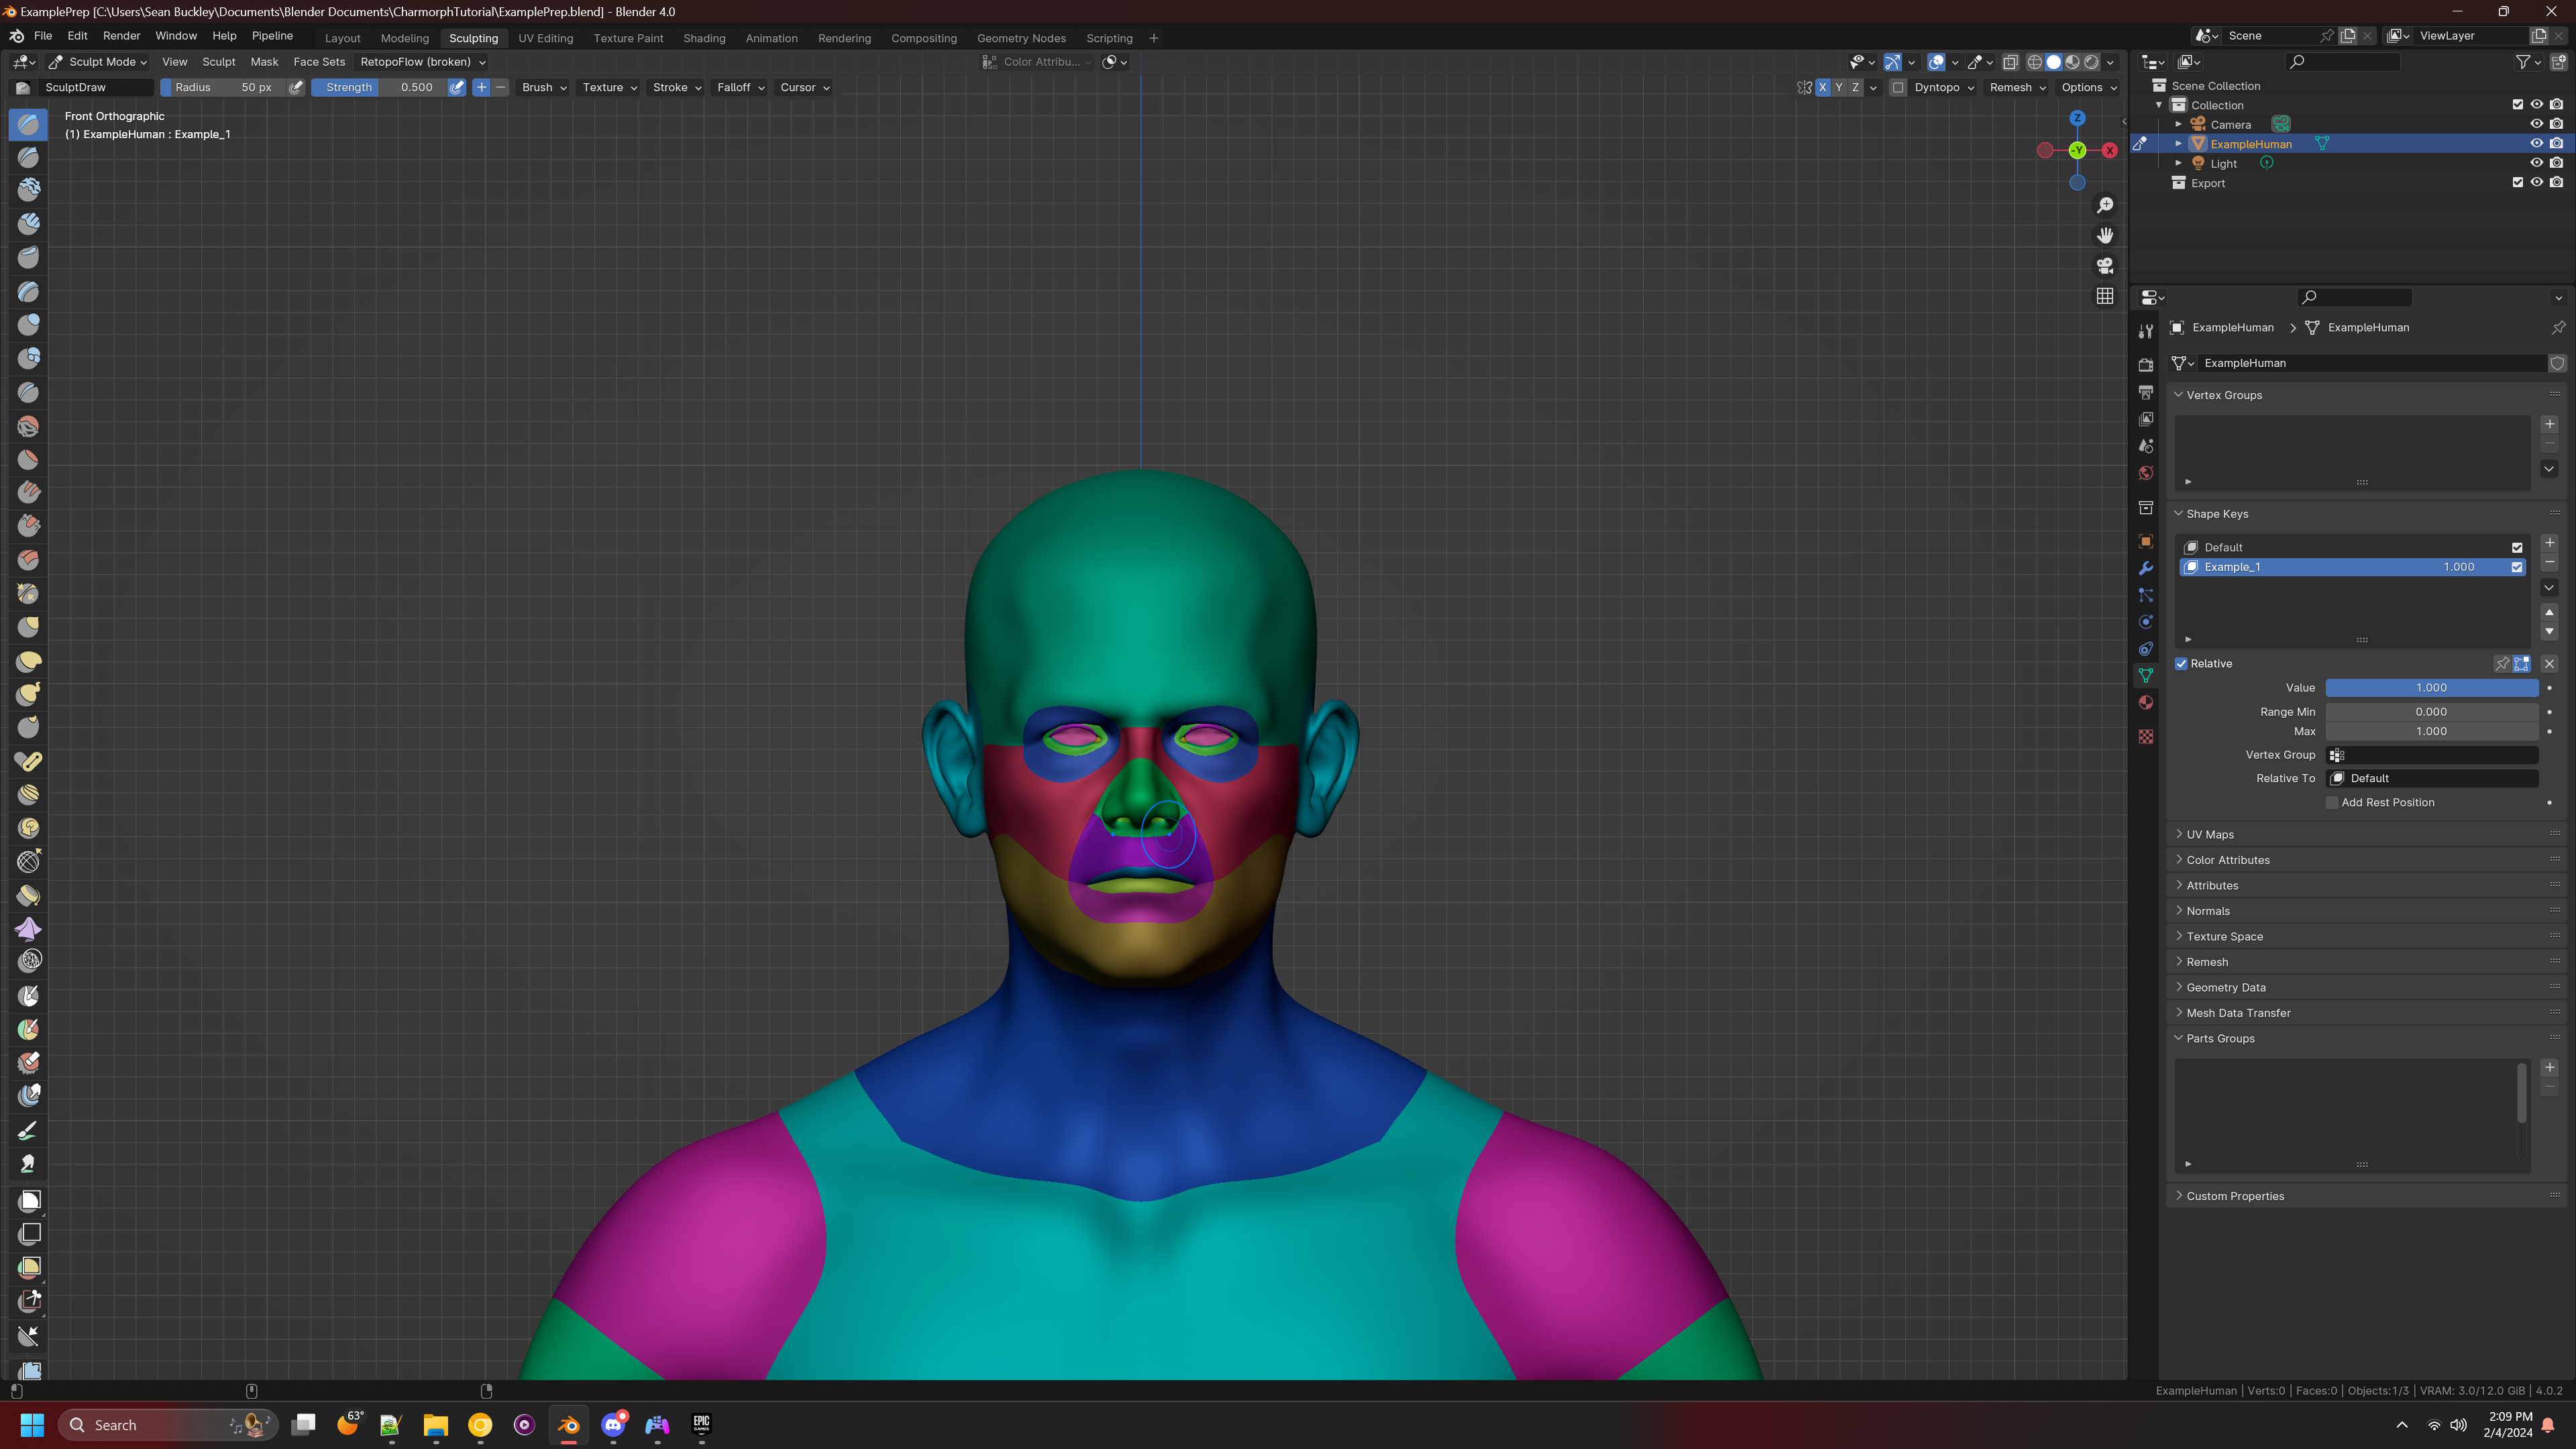 ExamplePrep [C:\Users\Sean Buckley\Documents\Blender Documents\CharmorphTutorial\ExamplePrep.blend] - Blender 4.0
File Edit Render Window Help Pipeline Layout Modeling Sculpting UV Editing Texture Paint Shading Animation Rendering Compositing Geometry Nodes Scripting + Scene ViewLayer
Sculpt Mode View Sculpt Mask Face Sets RetopoFlow (broken) Color Attribu...
SculptDraw Radius 50 px Strength 0.500 + − Brush Texture Stroke Falloff Cursor X Y Z Dyntopo Remesh Options
Front Orthographic
(1) ExampleHuman : Example_1
Z
-Y X
Scene Collection
Collection
Camera
ExampleHuman
Light
Export
ExampleHuman > ExampleHuman
ExampleHuman
Vertex Groups
Shape Keys
Default
Example_1 1.000
Relative
Value 1.000
Range Min 0.000
Max 1.000
Vertex Group
Relative To Default
Add Rest Position
UV Maps
Color Attributes
Attributes
Normals
Texture Space
Remesh
Geometry Data
Mesh Data Transfer
Parts Groups
Custom Properties
ExampleHuman | Verts:0 | Faces:0 | Objects:1/3 | VRAM: 3.0/12.0 GiB | 4.0.2
Search 63° EPIC GAMES 2:09 PM
2/4/2024